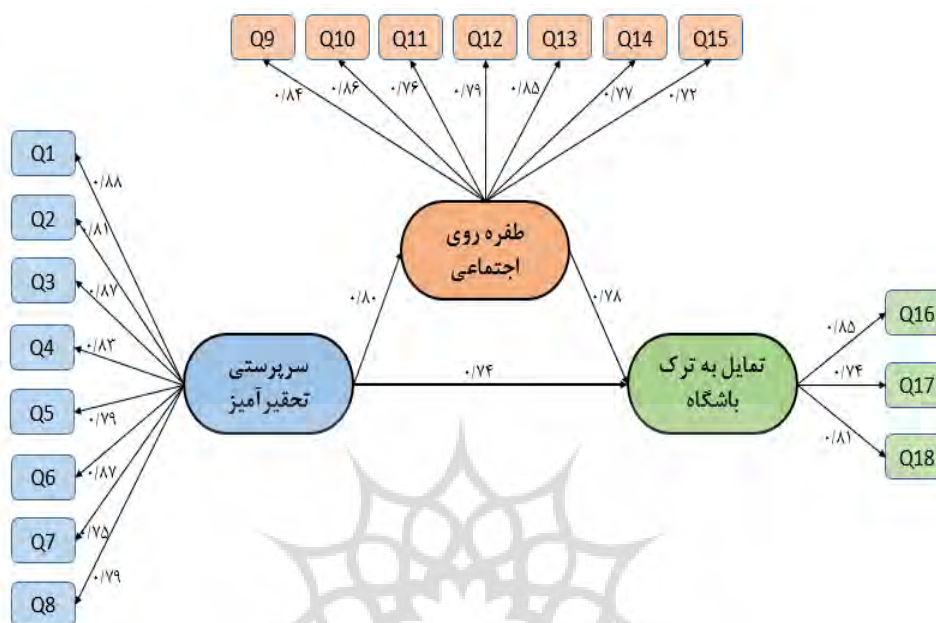 Q9 Q10 Q11 Q12 Q13 Q14 Q15
۰/۸۴ ۰/۸۶ ۰/۷۶ ۰/۷۹ ۰/۸۵ ۰/۷۷ ۰/۷۲
Q1
۰/۸۸
Q2
۰/۸۱
Q3
۰/۸۷
Q4
۰/۸۳
Q5
۰/۷۹
Q6
۰/۸۷
Q7
۰/۷۵
Q8
۰/۷۹
طفره روی
اجتماعی
۰/۸۰
۰/۷۸
سرپرستی
تحقیرآمیز
۰/۷۴
تمایل به ترک
باشگاه
Q16
۰/۸۵
Q17
۰/۷۴
Q18
۰/۸۱